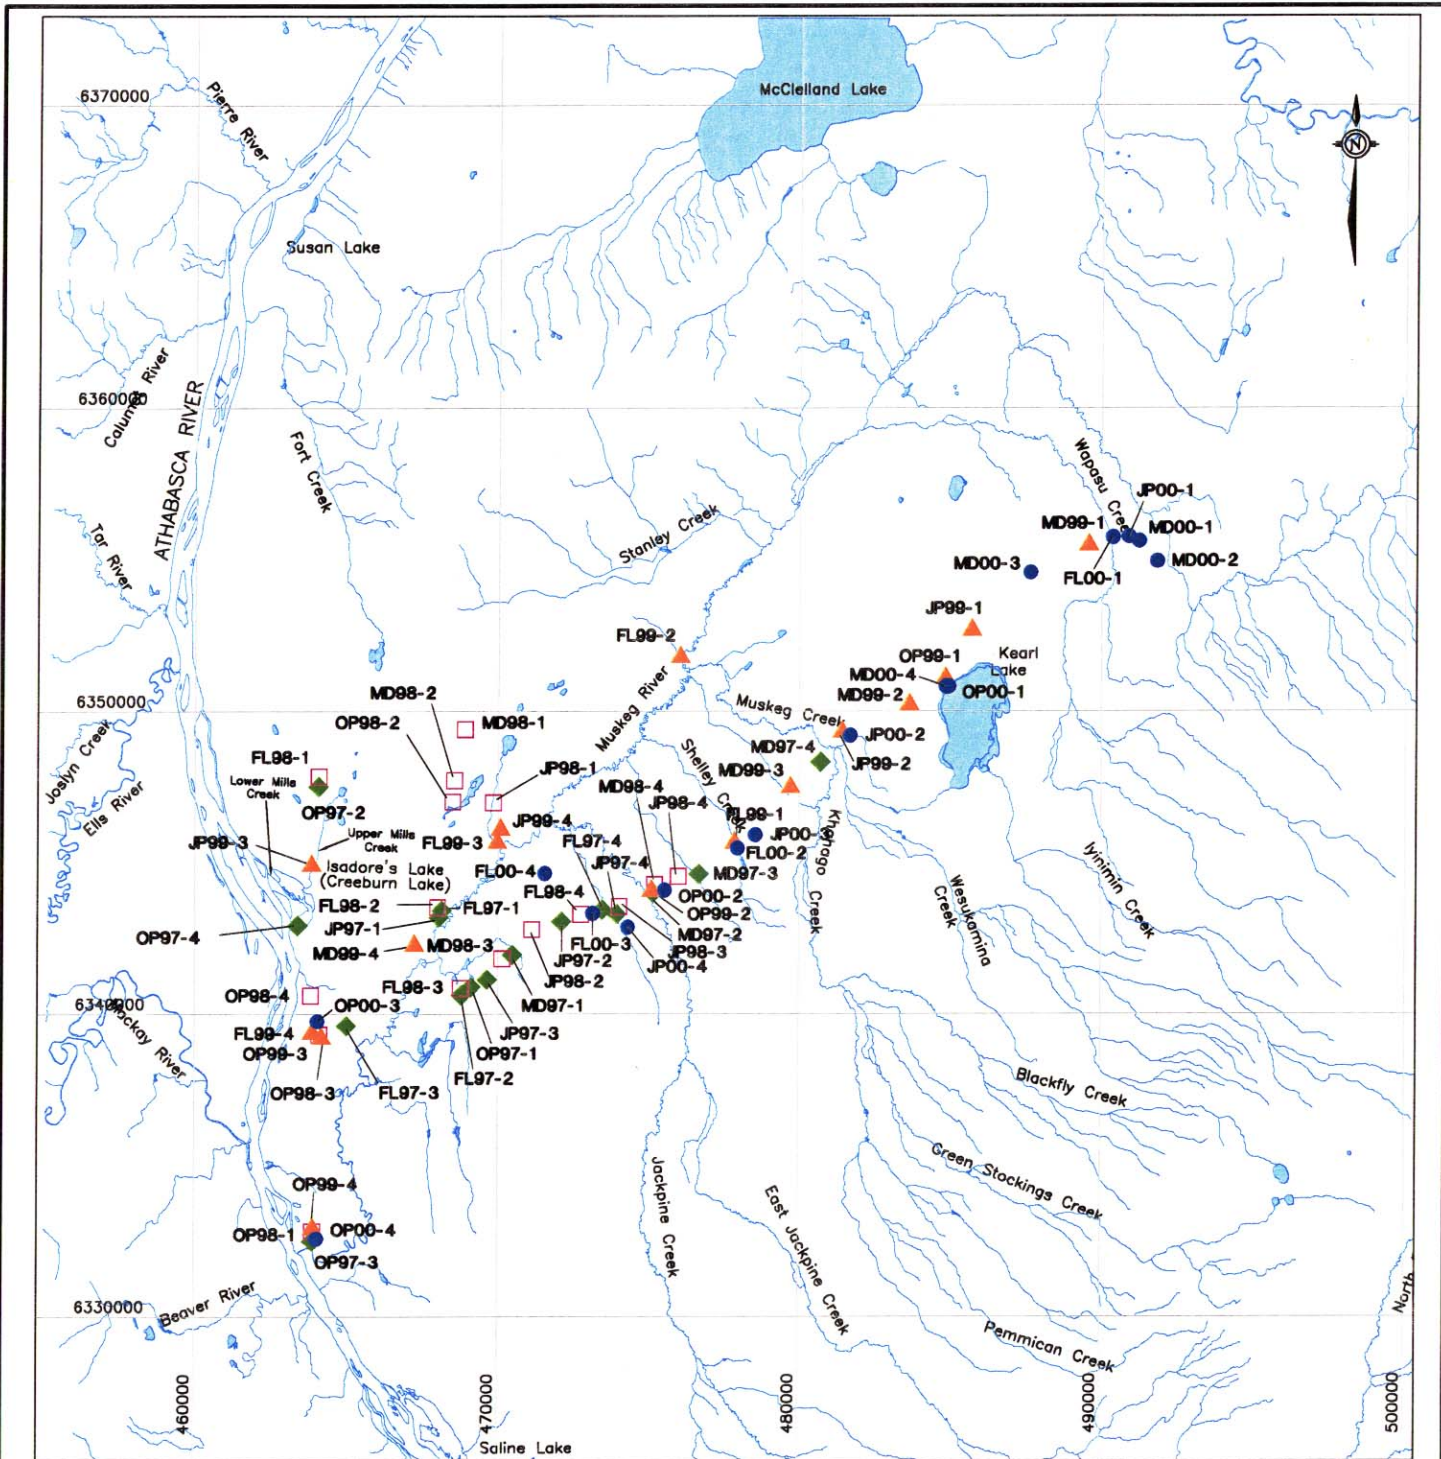 McClelland Lake
6370000
Pierre River
N
Susan Lake
Calumet River
6360000
ATHABASCA RIVER
Fort Creek
Wapasu Creek
JP00-1
Stanley Creek
MD99-1
MD00-1
Tar River
MD00-3
MD00-2
FL00-1
JP99-1
FL99-2
OP99-1
Kearl
Lake
MD00-4
MD98-2
MD99-2
OP00-1
6350000
OP98-2
MD98-1
Muskeg River
Muskeg Creek
JP00-2
Joslyn Creek
FL98-1
MD97-4
JP99-2
Lower Mills
Creek
JP98-1
Shelley Creek
MD99-3
Ells River
OP97-2
MD98-4
JP98-4
FL99-1
Khahago
Creek
JP99-4
JP00-3
Upper Mills
Creek
FL99-3
FL97-4
FL00-2
JP99-3
Isadore's Lake
(Creeburn Lake)
JP97-4
Iyinimin Creek
FL00-4
MD97-3
FL98-4
OP00-2
Wesukamina
Creek
FL98-2
FL97-1
OP99-2
JP97-1
OP97-4
MD97-2
MD99-4
MD98-3
FL00-3
JP98-3
JP97-2
JP00-4
FL98-3
JP98-2
OP98-4
OP00-3
MD97-1
6340000
FL99-4
JP97-3
Mackay River
OP99-3
OP97-1
FL97-2
OP98-3
FL97-3
Blackfly Creek
Green Stockings Creek
Jackpine Creek
OP99-4
East Jackpine Creek
OP98-1
OP00-4
OP97-3
Beaver River
6330000
North
Pemmican Creek
460000
470000
480000
490000
500000
Saline Lake